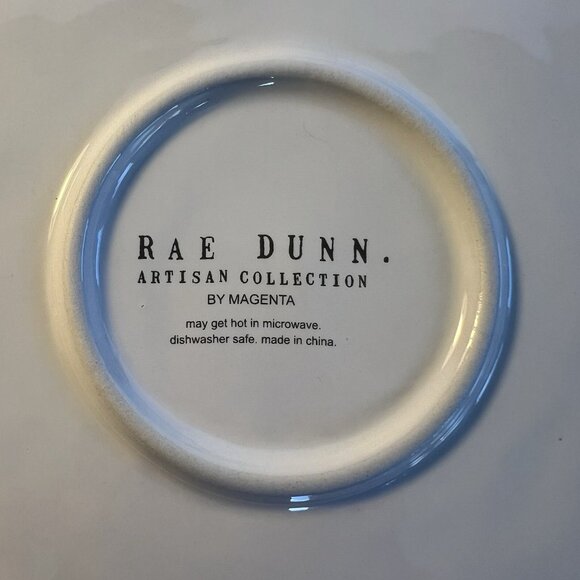 RAE DUNN.
ARTISAN COLLECTION
BY MAGENTA
may get hot in microwave.
dishwasher safe. made in china.